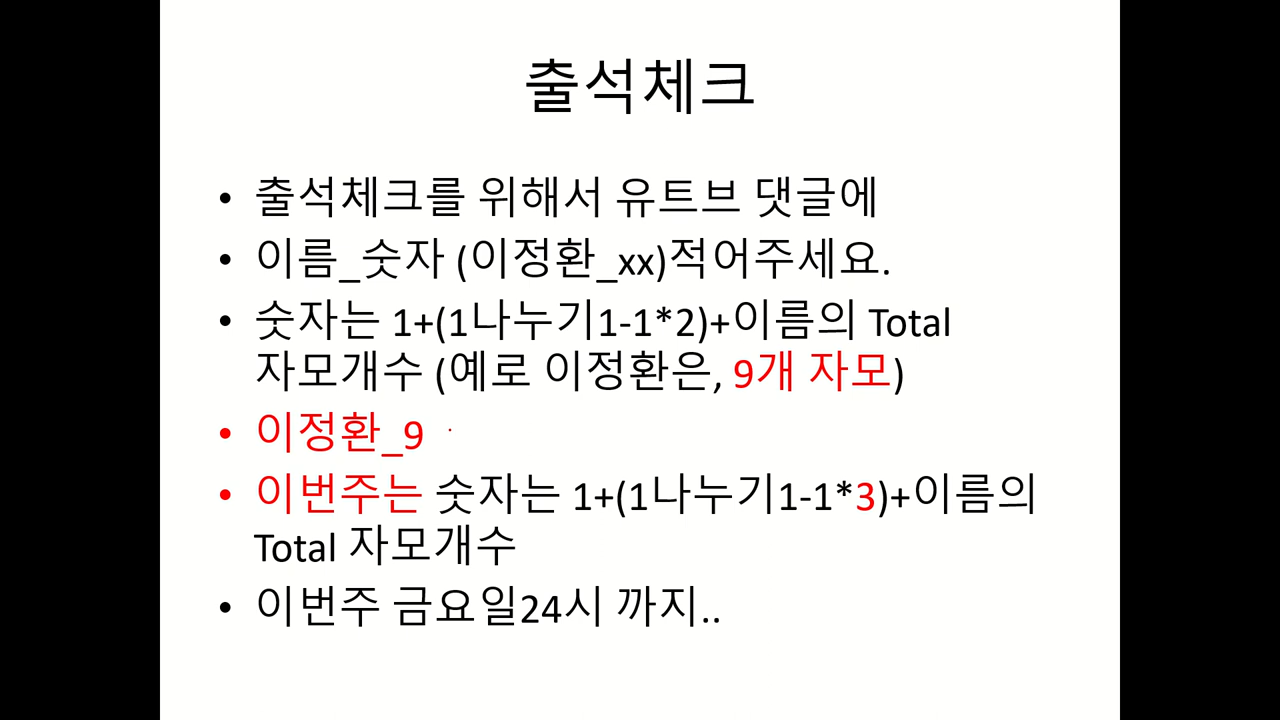 출석체크
• 출석체크를 위해서 유트브 댓글에
• 이름_숫자 (이정환_xx)적어주세요.
• 숫자는 1+(1나누기1-1*2)+이름의 Total
자모개수 (예로 이정환은, 9개 자모)
• 이정환_9
• 이번주는 숫자는 1+(1나누기1-1*3)+이름의
Total 자모개수
• 이번주 금요일24시 까지..